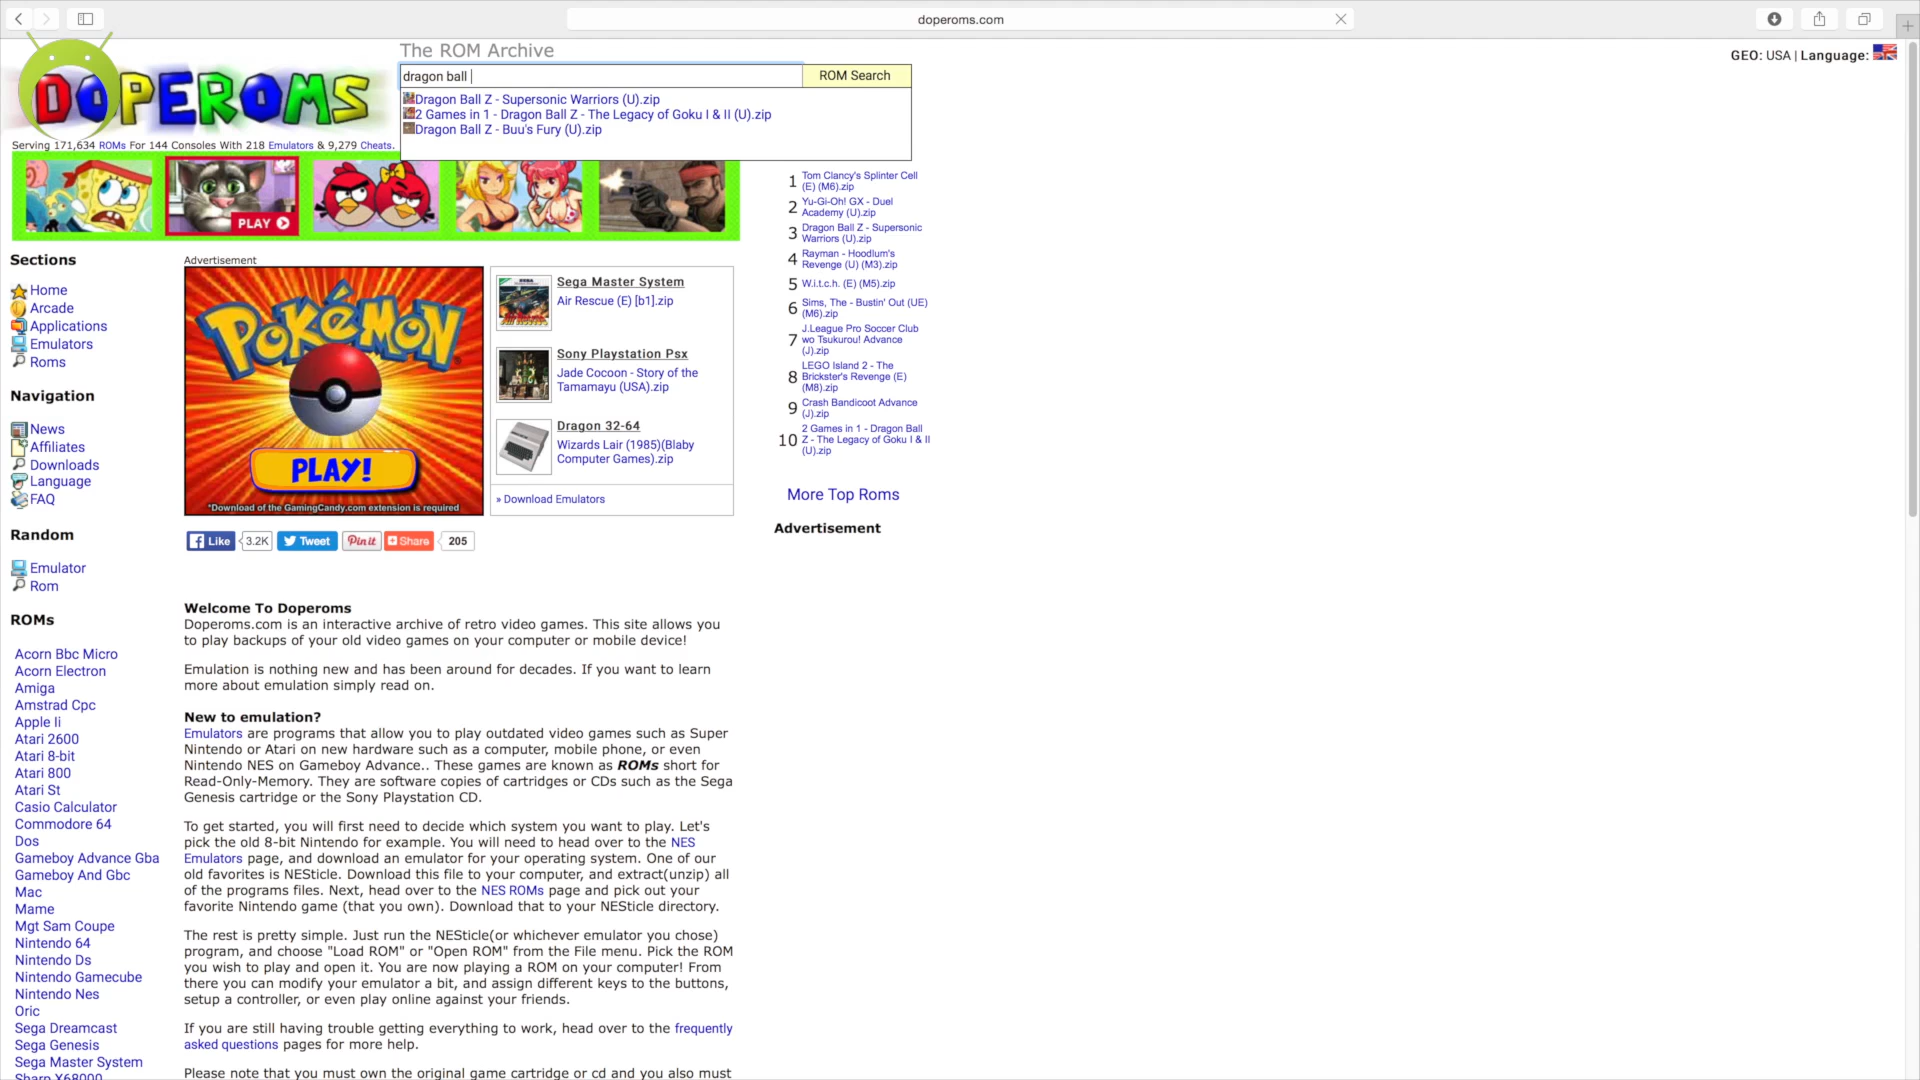 doperoms.com
The ROM Archive
GEO: USA | Language:
DOPEROMS
dragon ball
ROM Search
Dragon Ball Z - Supersonic Warriors (U).zip
2 Games in 1 - Dragon Ball Z - The Legacy of Goku I & II (U).zip
Dragon Ball Z - Buu's Fury (U).zip
Serving 171,634 ROMs For 144 Consoles With 218 Emulators & 9,279 Cheats.
PLAY
1 Tom Clancy's Splinter Cell
(E) (M6).zip
2 Yu-Gi-Oh! GX - Duel
Academy (U).zip
3 Dragon Ball Z - Supersonic
Warriors (U).zip
4 Rayman - Hoodlum's
Revenge (U) (M3).zip
5 W.i.t.c.h. (E) (M5).zip
6 Sims, The - Bustin' Out (UE)
(M6).zip
7 J.League Pro Soccer Club
wo Tsukurou! Advance
(J).zip
8 LEGO Island 2 - The
Brickster's Revenge (E)
(M8).zip
9 Crash Bandicoot Advance
(J).zip
10 2 Games in 1 - Dragon Ball
Z - The Legacy of Goku I & II
(U).zip
More Top Roms
Advertisement
Sections
Home
Arcade
Applications
Emulators
Roms
Navigation
News
Affiliates
Downloads
Language
FAQ
Random
Emulator
Rom
ROMs
Acorn Bbc Micro
Acorn Electron
Amiga
Amstrad Cpc
Apple Ii
Atari 2600
Atari 8-bit
Atari 800
Atari St
Casio Calculator
Commodore 64
Dos
Gameboy Advance Gba
Gameboy And Gbc
Mac
Mame
Mgt Sam Coupe
Nintendo 64
Nintendo Ds
Nintendo Gamecube
Nintendo Nes
Oric
Sega Dreamcast
Sega Genesis
Sega Master System
Sharp X68000
Advertisement
POKéMON
PLAY!
*Download of the GamingCandy.com extension is required
Sega Master System
Air Rescue (E) [b1].zip
Sony Playstation Psx
Jade Cocoon - Story of the
Tamamayu (USA).zip
Dragon 32-64
Wizards Lair (1985)(Blaby
Computer Games).zip
» Download Emulators
Like 3.2K Tweet Pin it Share 205
Welcome To Doperoms
Doperoms.com is an interactive archive of retro video games. This site allows you
to play backups of your old video games on your computer or mobile device!
Emulation is nothing new and has been around for decades. If you want to learn
more about emulation simply read on.
New to emulation?
Emulators are programs that allow you to play outdated video games such as Super
Nintendo or Atari on new hardware such as a computer, mobile phone, or even
Nintendo NES on Gameboy Advance.. These games are known as ROMs short for
Read-Only-Memory. They are software copies of cartridges or CDs such as the Sega
Genesis cartridge or the Sony Playstation CD.
To get started, you will first need to decide which system you want to play. Let's
pick the old 8-bit Nintendo for example. You will need to head over to the NES
Emulators page, and download an emulator for your operating system. One of our
old favorites is NESticle. Download this file to your computer, and extract(unzip) all
of the programs files. Next, head over to the NES ROMs page and pick out your
favorite Nintendo game (that you own). Download that to your NESticle directory.
The rest is pretty simple. Just run the NESticle(or whichever emulator you chose)
program, and choose "Load ROM" or "Open ROM" from the File menu. Pick the ROM
you wish to play and open it. You are now playing a ROM on your computer! From
there you can modify your emulator a bit, and assign different keys to the buttons,
setup a controller, or even play online against your friends.
If you are still having trouble getting everything to work, head over to the frequently
asked questions pages for more help.
Please note that you must own the original game cartridge or cd and you also must